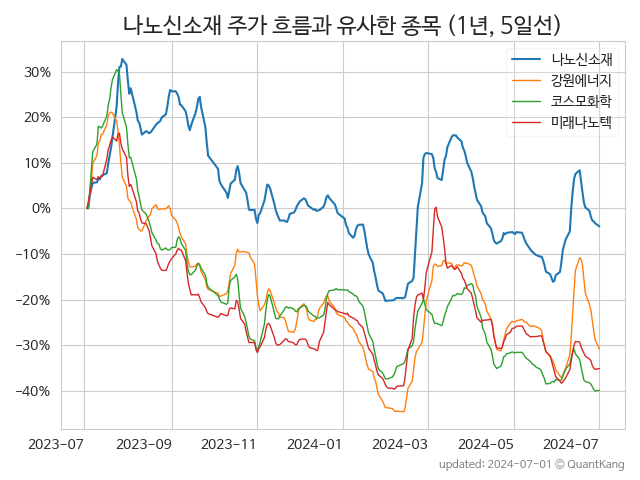 나노신소재 주가 흐름과 유사한 종목 (1년, 5일선)
나노신소재
강원에너지
코스모화학
미래나노텍
30%
20%
10%
0%
−10%
−20%
−30%
−40%
2023-07 2023-09 2023-11 2024-01 2024-03 2024-05 2024-07
updated: 2024-07-01 © QuantKang